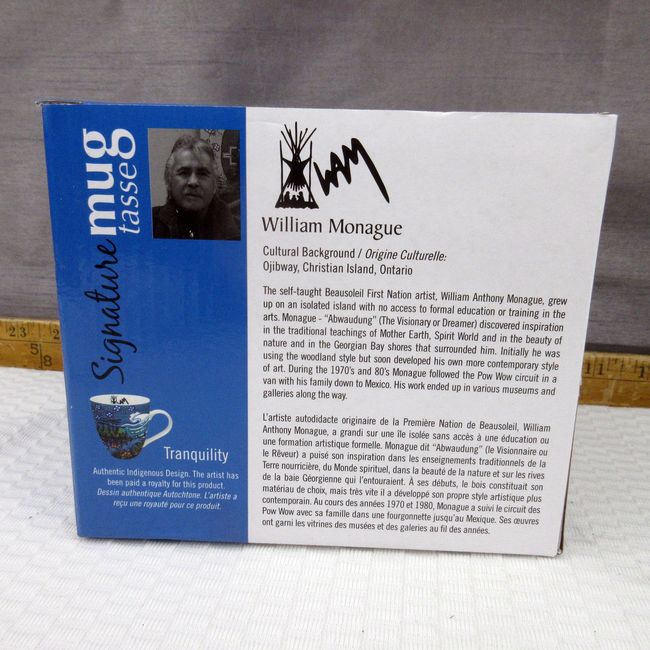 Signature
mug
tasse
WAM
William Monague
Cultural Background / Origine Culturelle:
Ojibway, Christian Island, Ontario
The self-taught Beausoleil First Nation artist, William Anthony Monague, grew
up on an isolated island with no access to formal education or training in the
arts. Monague - “Abwaudung” (The Visionary or Dreamer) discovered inspiration
in the traditional teachings of Mother Earth, Spirit World and in the beauty of
nature and in the Georgian Bay shores that surrounded him. Initially he was
using the woodland style but soon developed his own more contemporary style
of art. During the 1970's and 80's Monague followed the Pow Wow circuit in a
van with his family down to Mexico. His work ended up in various museums and
galleries along the way.
L'artiste autodidacte originaire de la Première Nation de Beausoleil, William
Anthony Monague, a grandi sur une île isolée sans accès à une éducation ou
une formation artistique formelle. Monague dit “Abwaudung” (le Visionnaire ou
le Rêveur) a puisé son inspiration dans les enseignements traditionnels de la
Terre nourricière, du Monde spirituel, dans la beauté de la nature et sur les rives
de la baie Géorgienne qui l'entouraient. À ses débuts, le bois constituait son
matériau de choix, mais très vite il a développé son propre style artistique plus
contemporain. Au cours des années 1970 et 1980, Monague a suivi le circuit des
Pow Wow avec sa famille dans une fourgonnette jusqu'au Mexique. Ses œuvres
ont garni les vitrines des musées et des galeries au fil des années.
Tranquility
Authentic Indigenous Design. The artist has
been paid a royalty for this product.
Dessin authentique Autochtone. L'artiste a
reçu une royauté pour ce produit.